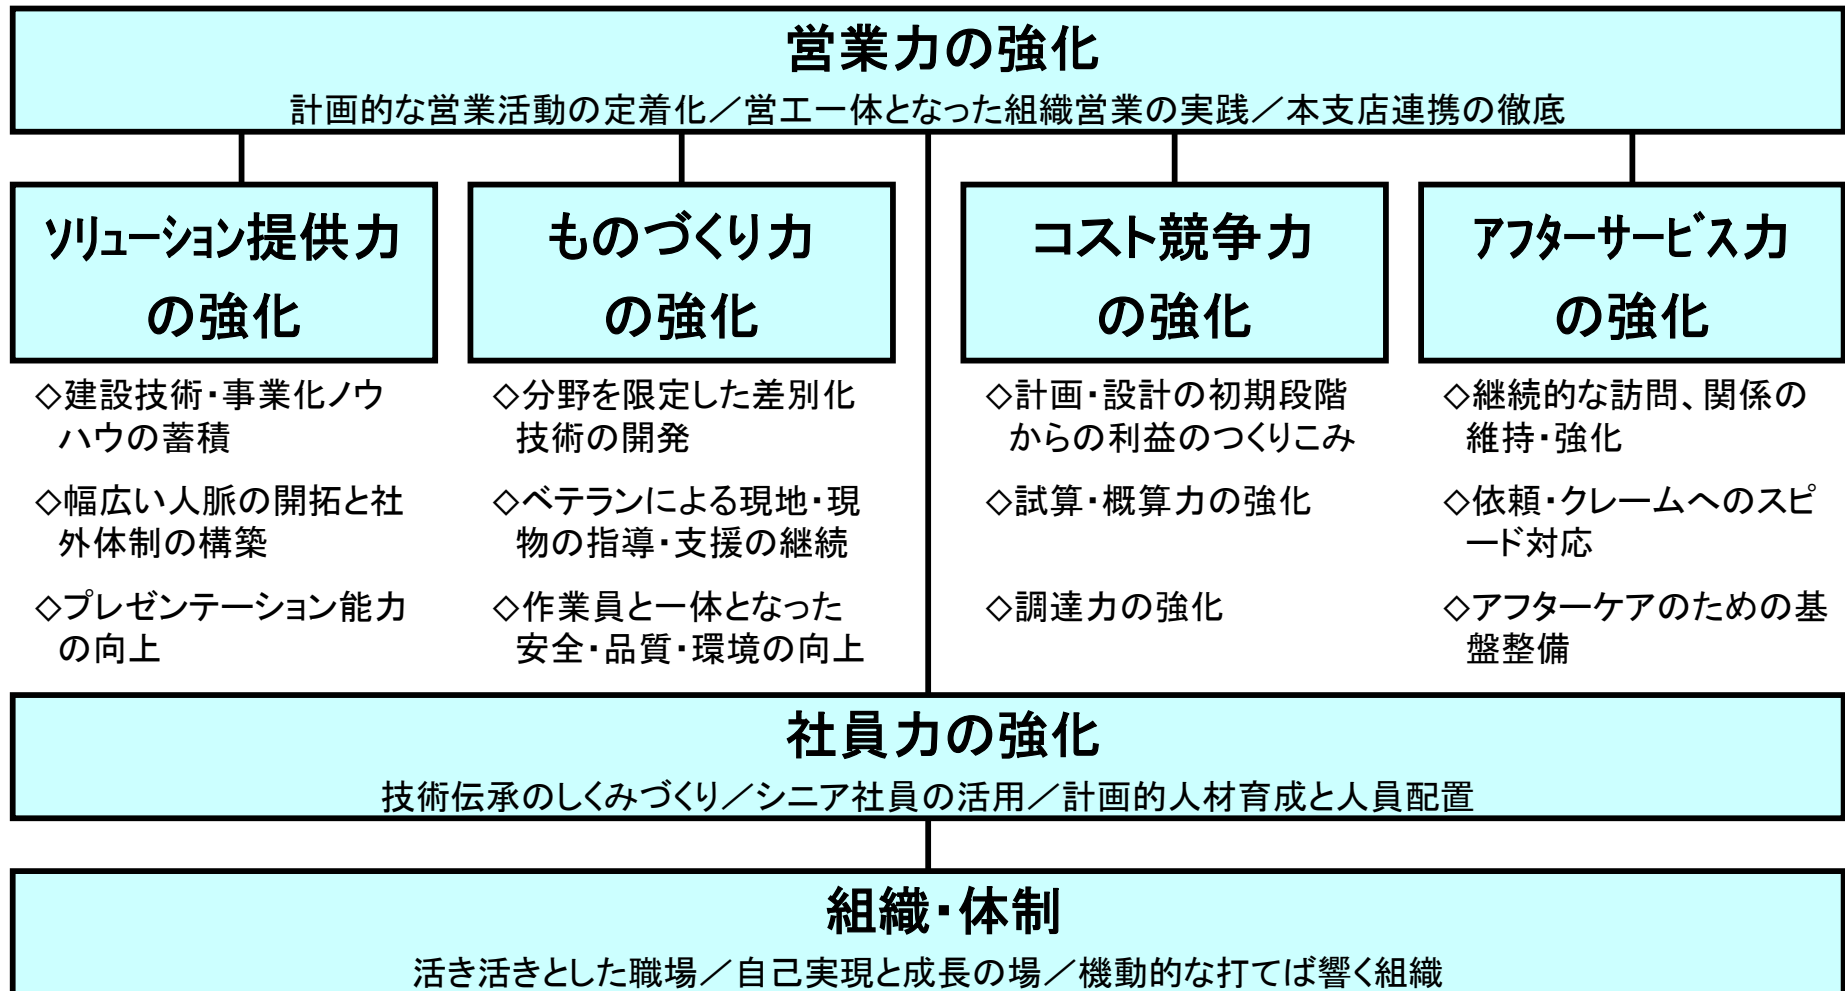 営業力の強化
計画的な営業活動の定着化／営工一体となった組織営業の実践／本支店連携の徹底
ソリューション提供力
の強化
◇建設技術・事業化ノウ
ハウの蓄積
◇幅広い人脈の開拓と社
外体制の構築
◇プレゼンテーション能力
の向上
ものづくり力
の強化
◇分野を限定した差別化
技術の開発
◇ベテランによる現地・現
物の指導・支援の継続
◇作業員と一体となった
安全・品質・環境の向上
コスト競争力
の強化
◇計画・設計の初期段階
からの利益のつくりこみ
◇試算・概算力の強化
◇調達力の強化
アフターサービス力
の強化
◇継続的な訪問、関係の
維持・強化
◇依頼・クレームへのスピ
ード対応
◇アフターケアのための基
盤整備
社員力の強化
技術伝承のしくみづくり／シニア社員の活用／計画的人材育成と人員配置
組織・体制
活き活きとした職場／自己実現と成長の場／機動的な打てば響く組織